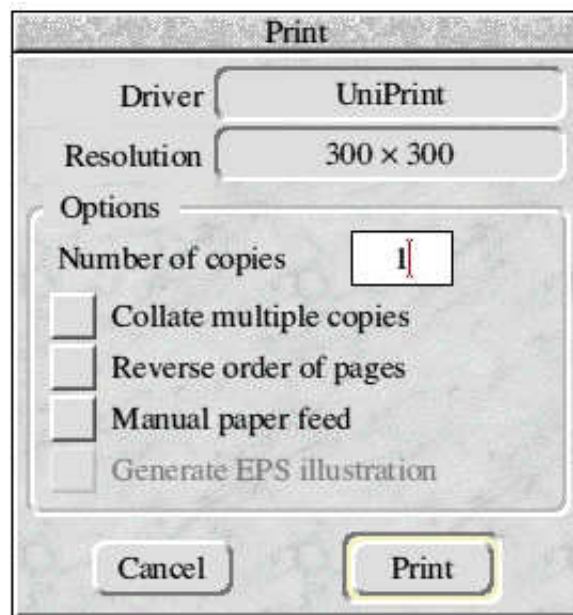 Print
Driver UniPrint
Resolution 300 × 300
Options
Number of copies 1
Collate multiple copies
Reverse order of pages
Manual paper feed
Generate EPS illustration
Cancel Print